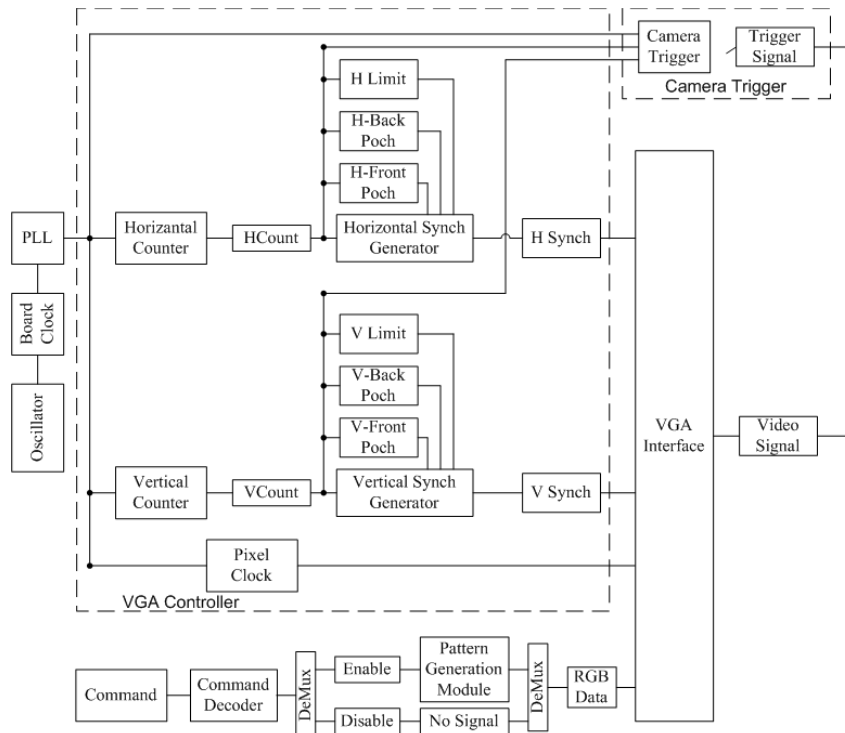 Camera
Trigger
Trigger
Signal
Camera Trigger
H Limit
H-Back
Poch
H-Front
Poch
PLL
Horizantal
Counter
HCount
Horizontal Synch
Generator
H Synch
Board
Clock
Oscillator
V Limit
V-Back
Poch
V-Front
Poch
Vertical
Counter
VCount
Vertical Synch
Generator
V Synch
VGA
Interface
Video
Signal
Pixel
Clock
VGA Controller
Command
Command
Decoder
DeMux
Enable
Pattern
Generation
Module
Disable
No Signal
DeMux
RGB
Data